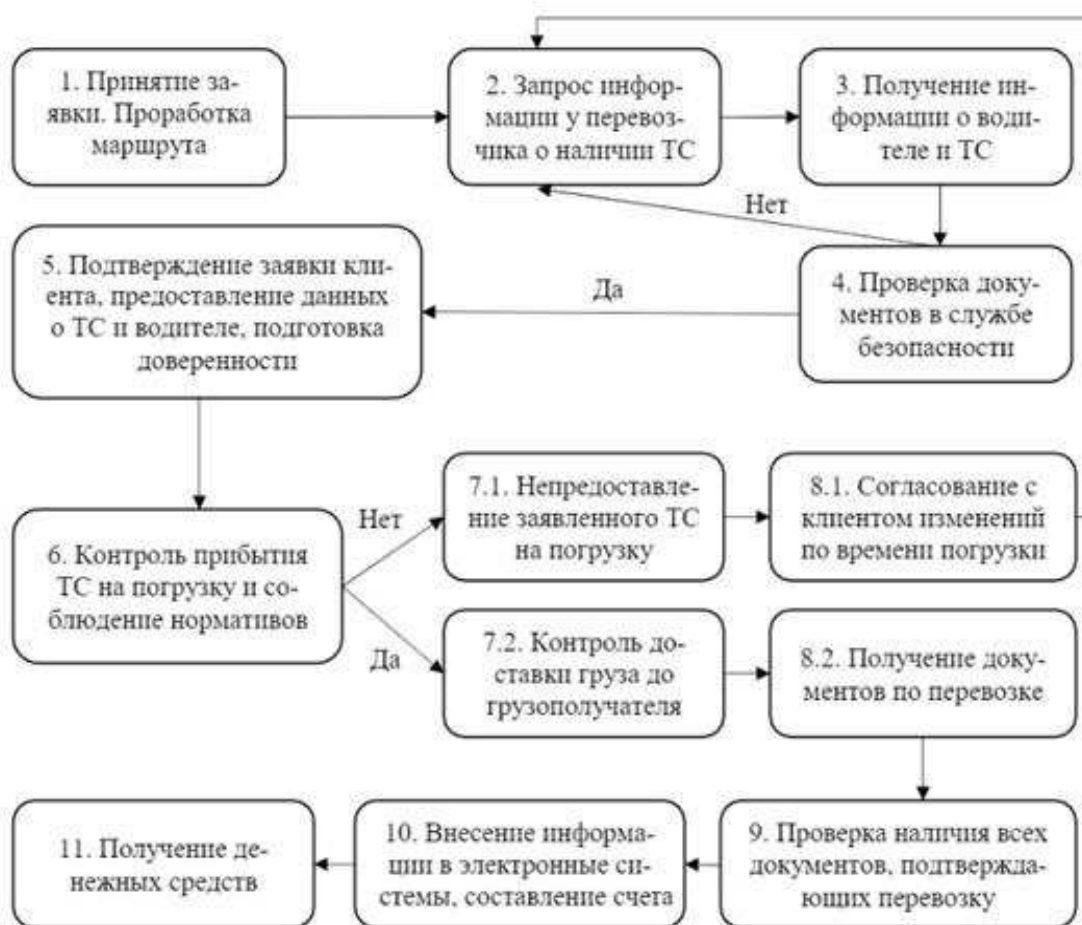 1. Принятие за-
явки. Проработка
маршрута
2. Запрос инфор-
мации у перевоз-
чика о наличии ТС
3. Получение ин-
формации о води-
теле и ТС
Нет
4. Проверка доку-
ментов в службе
безопасности
Да
5. Подтверждение заявки кли-
ента, предоставление данных
о ТС и водителе, подготовка
доверенности
6. Контроль прибытия
ТС на погрузку и со-
блюдение нормативов
Нет
7.1. Непредоставле-
ние заявленного ТС
на погрузку
8.1. Согласование с
клиентом изменений
по времени погрузки
Да
7.2. Контроль до-
ставки груза до
грузополучателя
8.2. Получение доку-
ментов по перевозке
9. Проверка наличия всех
документов, подтвержда-
ющих перевозку
10. Внесение информа-
ции в электронные си-
стемы, составление счета
11. Получение де-
нежных средств